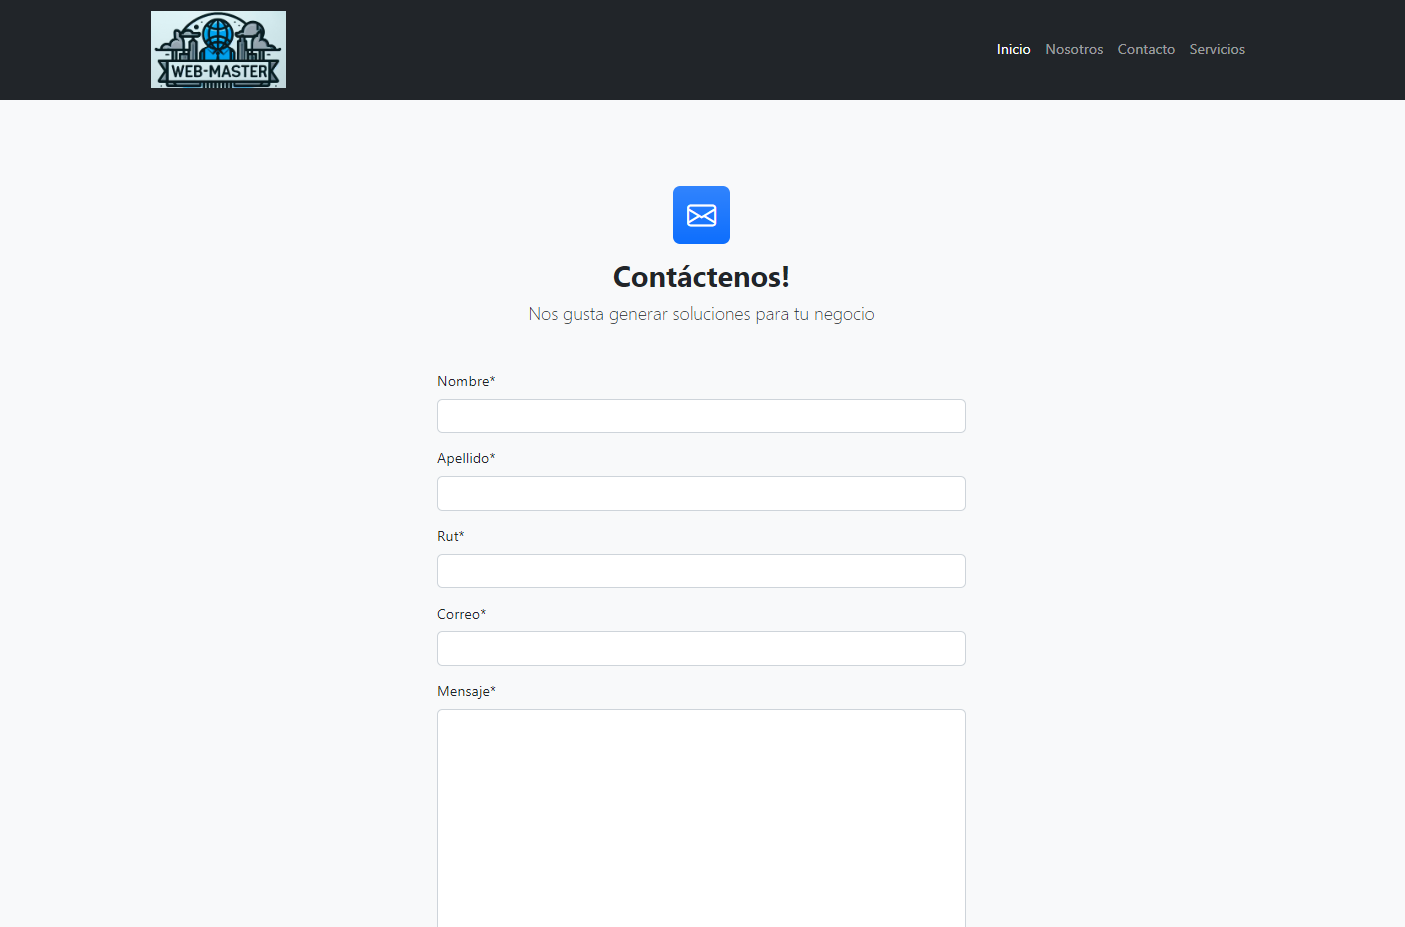 WEB-MASTER
Inicio Nosotros Contacto Servicios
Contáctenos!
Nos gusta generar soluciones para tu negocio
Nombre*
Apellido*
Rut*
Correo*
Mensaje*